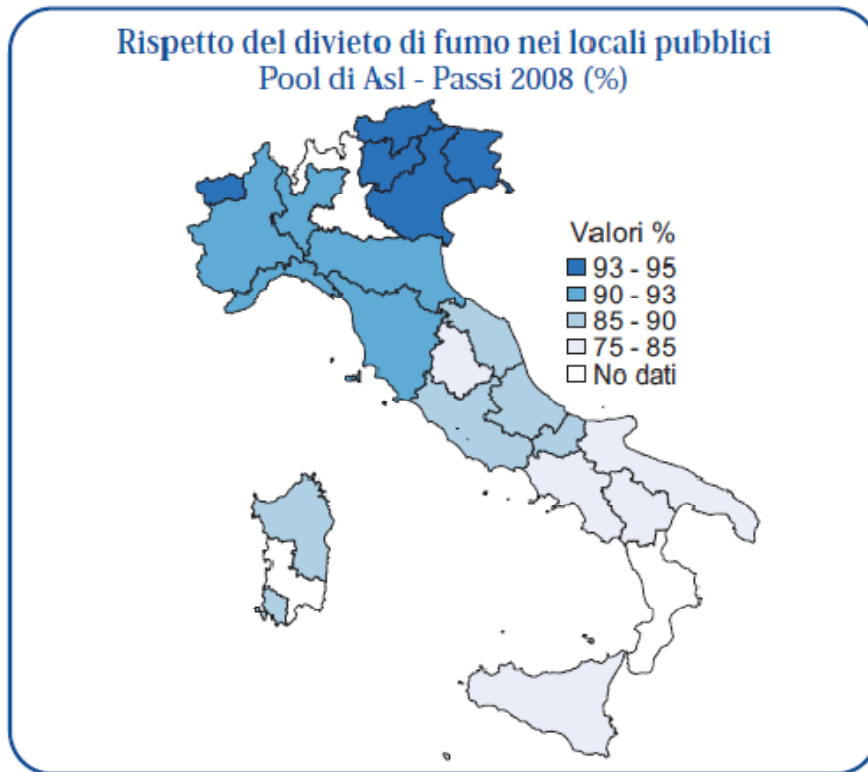 Rispetto del divieto di fumo nei locali pubblici
Pool di Asl - Passi 2008 (%)
Valori %
93 - 95
90 - 93
85 - 90
75 - 85
No dati